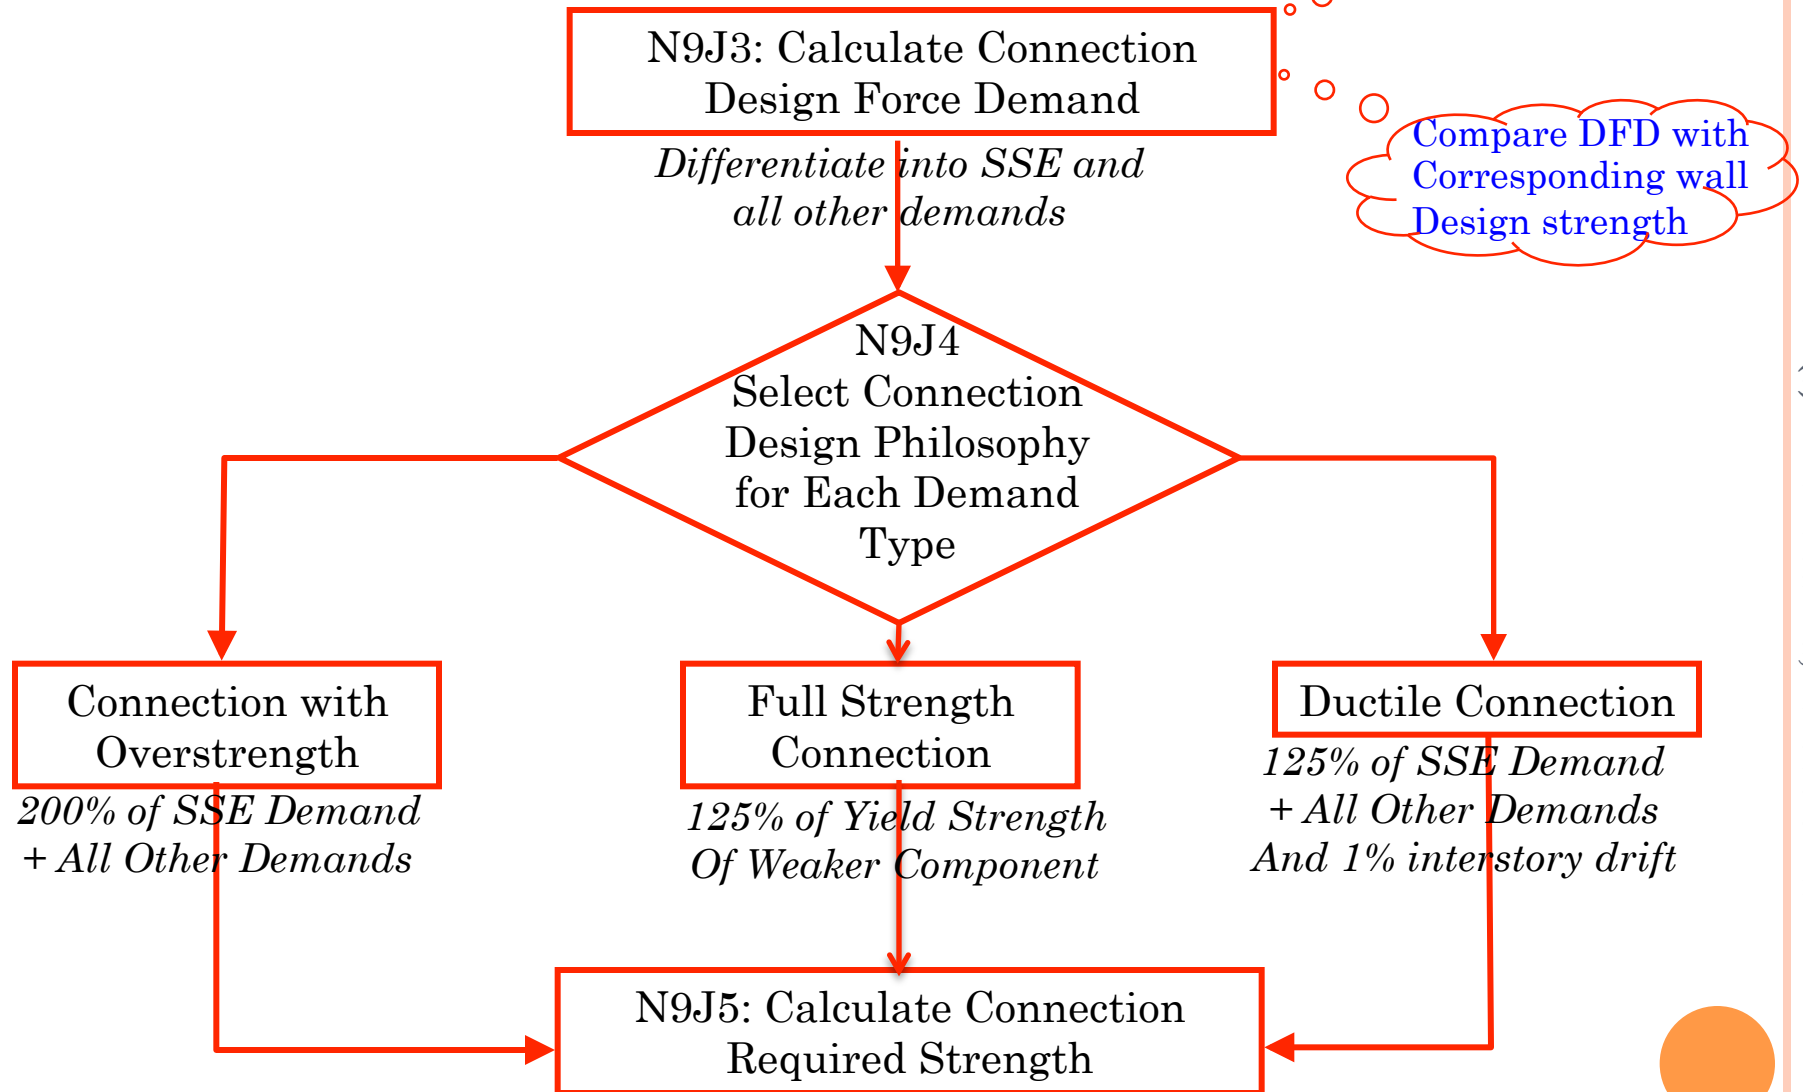 N9J3: Calculate Connection
Design Force Demand
Compare DFD with
Corresponding wall
Design strength
Differentiate into SSE and
all other demands
N9J4
Select Connection
Design Philosophy
for Each Demand
Type
Connection with
Overstrength
200% of SSE Demand
+ All Other Demands
Full Strength
Connection
125% of Yield Strength
Of Weaker Component
Ductile Connection
125% of SSE Demand
+ All Other Demands
And 1% interstory drift
N9J5: Calculate Connection
Required Strength